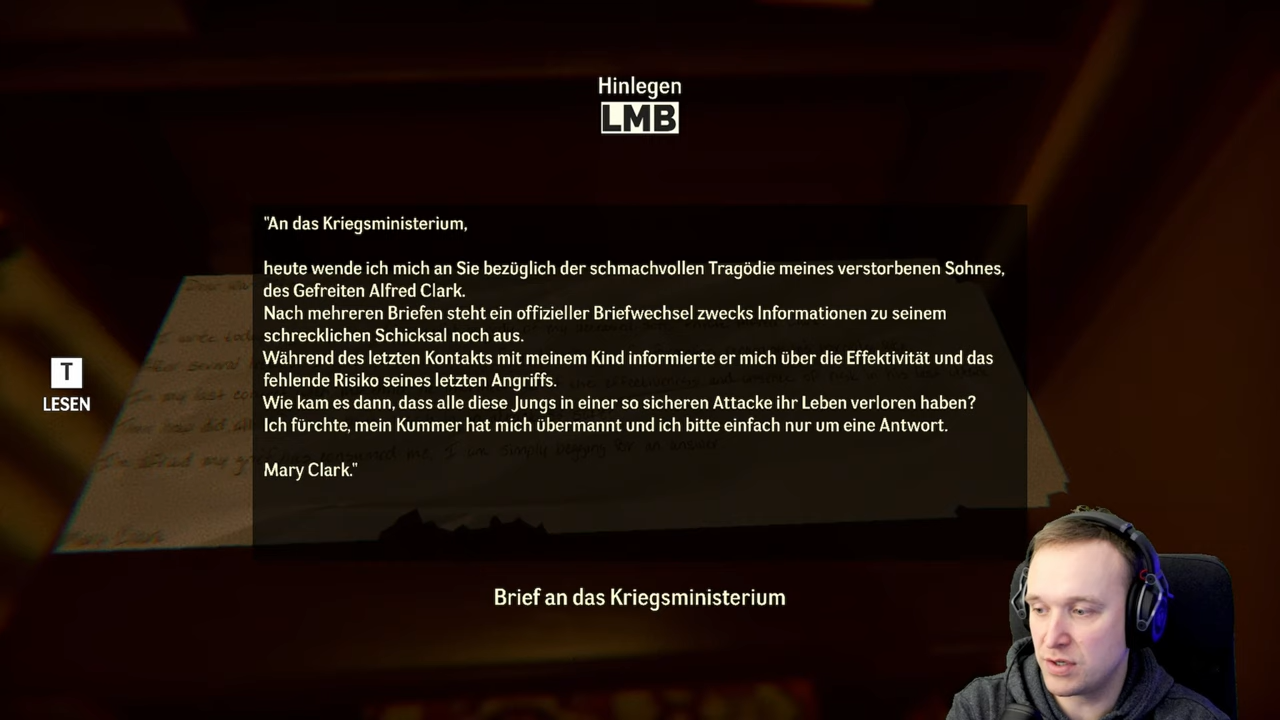 Hinlegen
LMB
"An das Kriegsministerium,
heute wende ich mich an Sie bezüglich der schmachvollen Tragödie meines verstorbenen Sohnes,
des Gefreiten Alfred Clark.
Nach mehreren Briefen steht ein offizieller Briefwechsel zwecks Informationen zu seinem
schrecklichen Schicksal noch aus.
Während des letzten Kontakts mit meinem Kind informierte er mich über die Effektivität und das
fehlende Risiko seines letzten Angriffs.
Wie kam es dann, dass alle diese Jungs in einer so sicheren Attacke ihr Leben verloren haben?
Ich fürchte, mein Kummer hat mich übermannt und ich bitte einfach nur um eine Antwort.
Mary Clark."
T
LESEN
Brief an das Kriegsministerium